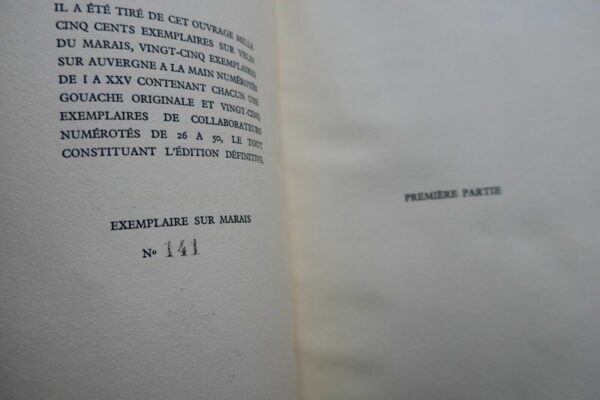 IL A ÉTÉ TIRÉ DE CET OUVRAGE MILLE
CINQ CENTS EXEMPLAIRES SUR VELIN
DU MARAIS, VINGT-CINQ EXEMPLAIRES
SUR AUVERGNE A LA MAIN NUMÉROTÉS
DE I A XXV CONTENANT CHACUN UNE
GOUACHE ORIGINALE ET VINGT-CINQ
EXEMPLAIRES DE COLLABORATEURS
NUMÉROTÉS DE 26 A 50, LE TOUT
CONSTITUANT L'ÉDITION DÉFINITIVE.
EXEMPLAIRE SUR MARAIS
No 141
PREMIÈRE PARTIE